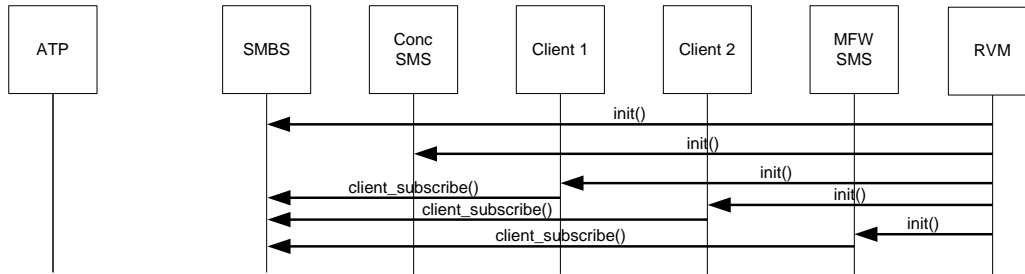 ATP
SMBS
Conc
SMS
Client 1
Client 2
MFW
SMS
RVM
init()
init()
init()
client_subscribe()
init()
client_subscribe()
init()
client_subscribe()